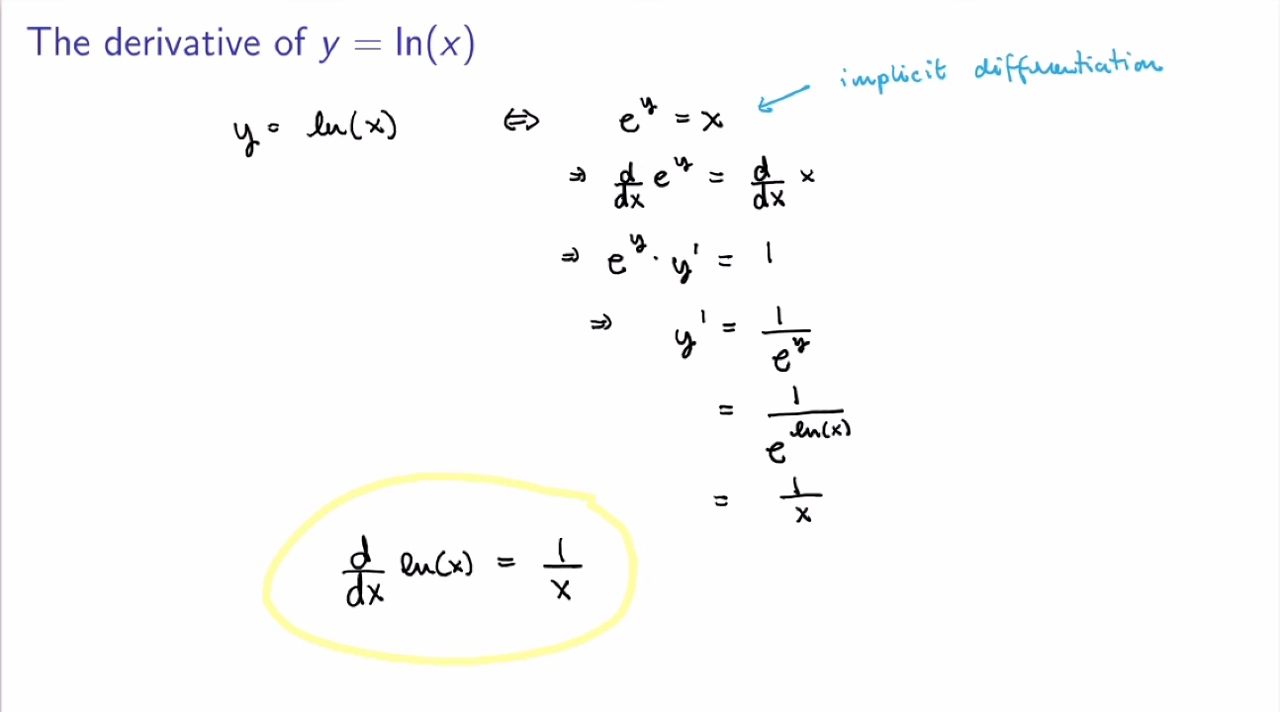 The derivative of y = ln(x)
implicit differentiation
y = ln(x) ⇔ e^y = x
⇒ d/dx e^y = d/dx x
⇒ e^y · y' = 1
⇒ y' = 1/e^y
= 1/e^ln(x)
= 1/x
d/dx ln(x) = 1/x